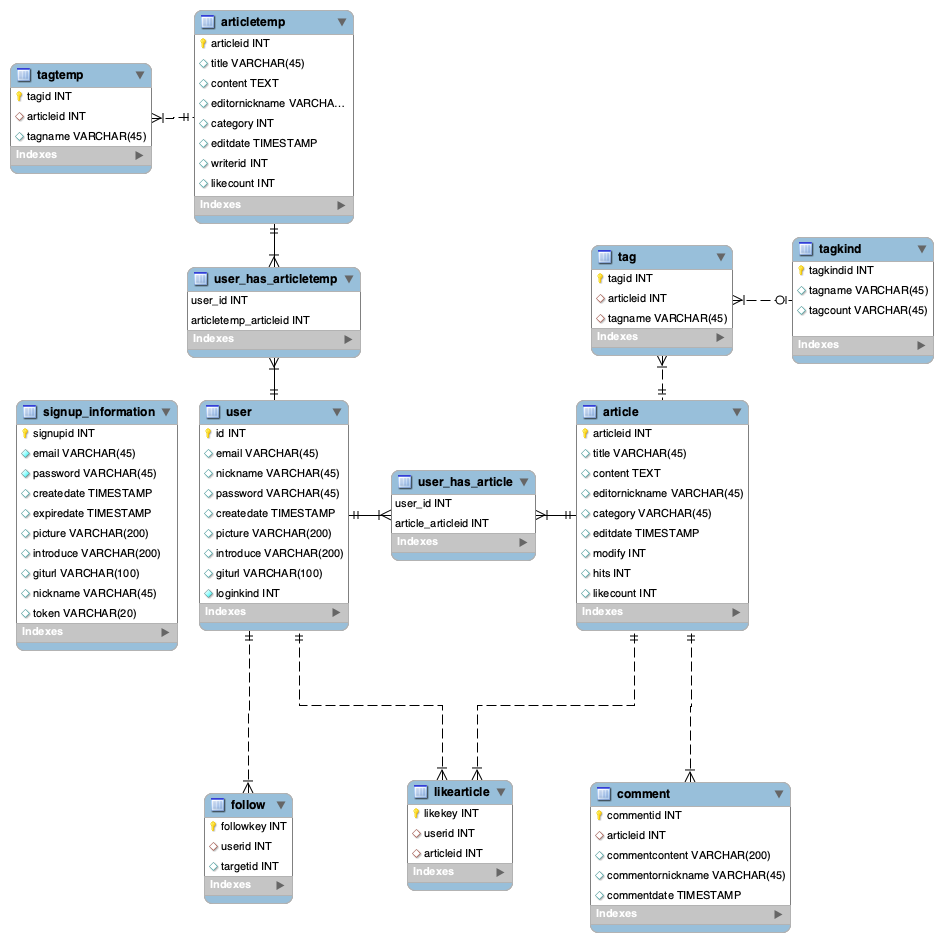 articletemp
articleid INT
title VARCHAR(45)
content TEXT
editornickname VARCHA...
category INT
editdate TIMESTAMP
writerid INT
likecount INT
Indexes
tagtemp
tagid INT
articleid INT
tagname VARCHAR(45)
Indexes
user_has_articletemp
user_id INT
articletemp_articleid INT
Indexes
tag
tagid INT
articleid INT
tagname VARCHAR(45)
Indexes
tagkind
tagkindid INT
tagname VARCHAR(45)
tagcount VARCHAR(45)
Indexes
signup_information
signupid INT
email VARCHAR(45)
password VARCHAR(45)
createdate TIMESTAMP
expiredate TIMESTAMP
picture VARCHAR(200)
introduce VARCHAR(200)
giturl VARCHAR(100)
nickname VARCHAR(45)
token VARCHAR(20)
Indexes
user
id INT
email VARCHAR(45)
nickname VARCHAR(45)
password VARCHAR(45)
createdate TIMESTAMP
picture VARCHAR(200)
introduce VARCHAR(200)
giturl VARCHAR(100)
loginkind INT
Indexes
user_has_article
user_id INT
article_articleid INT
Indexes
article
articleid INT
title VARCHAR(45)
content TEXT
editornickname VARCHAR(45)
category VARCHAR(45)
editdate TIMESTAMP
modify INT
hits INT
likecount INT
Indexes
follow
followkey INT
userid INT
targetid INT
Indexes
likearticle
likekey INT
userid INT
articleid INT
Indexes
comment
commentid INT
articleid INT
commentcontent VARCHAR(200)
commentornickname VARCHAR(45)
commentdate TIMESTAMP
Indexes